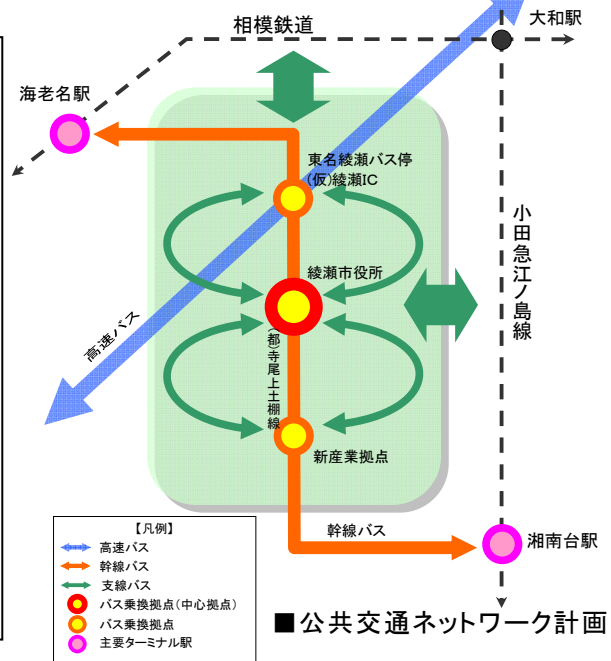 相模鉄道
大和駅
海老名駅
東名綾瀬バス停
(仮)綾瀬IC
小田急江ノ島線
綾瀬市役所
高速バス
(都)寺尾上土棚線
新産業拠点
幹線バス
湘南台駅
【凡例】
高速バス
幹線バス
支線バス
バス乗換拠点(中心拠点)
バス乗換拠点
主要ターミナル駅
■公共交通ネットワーク計画